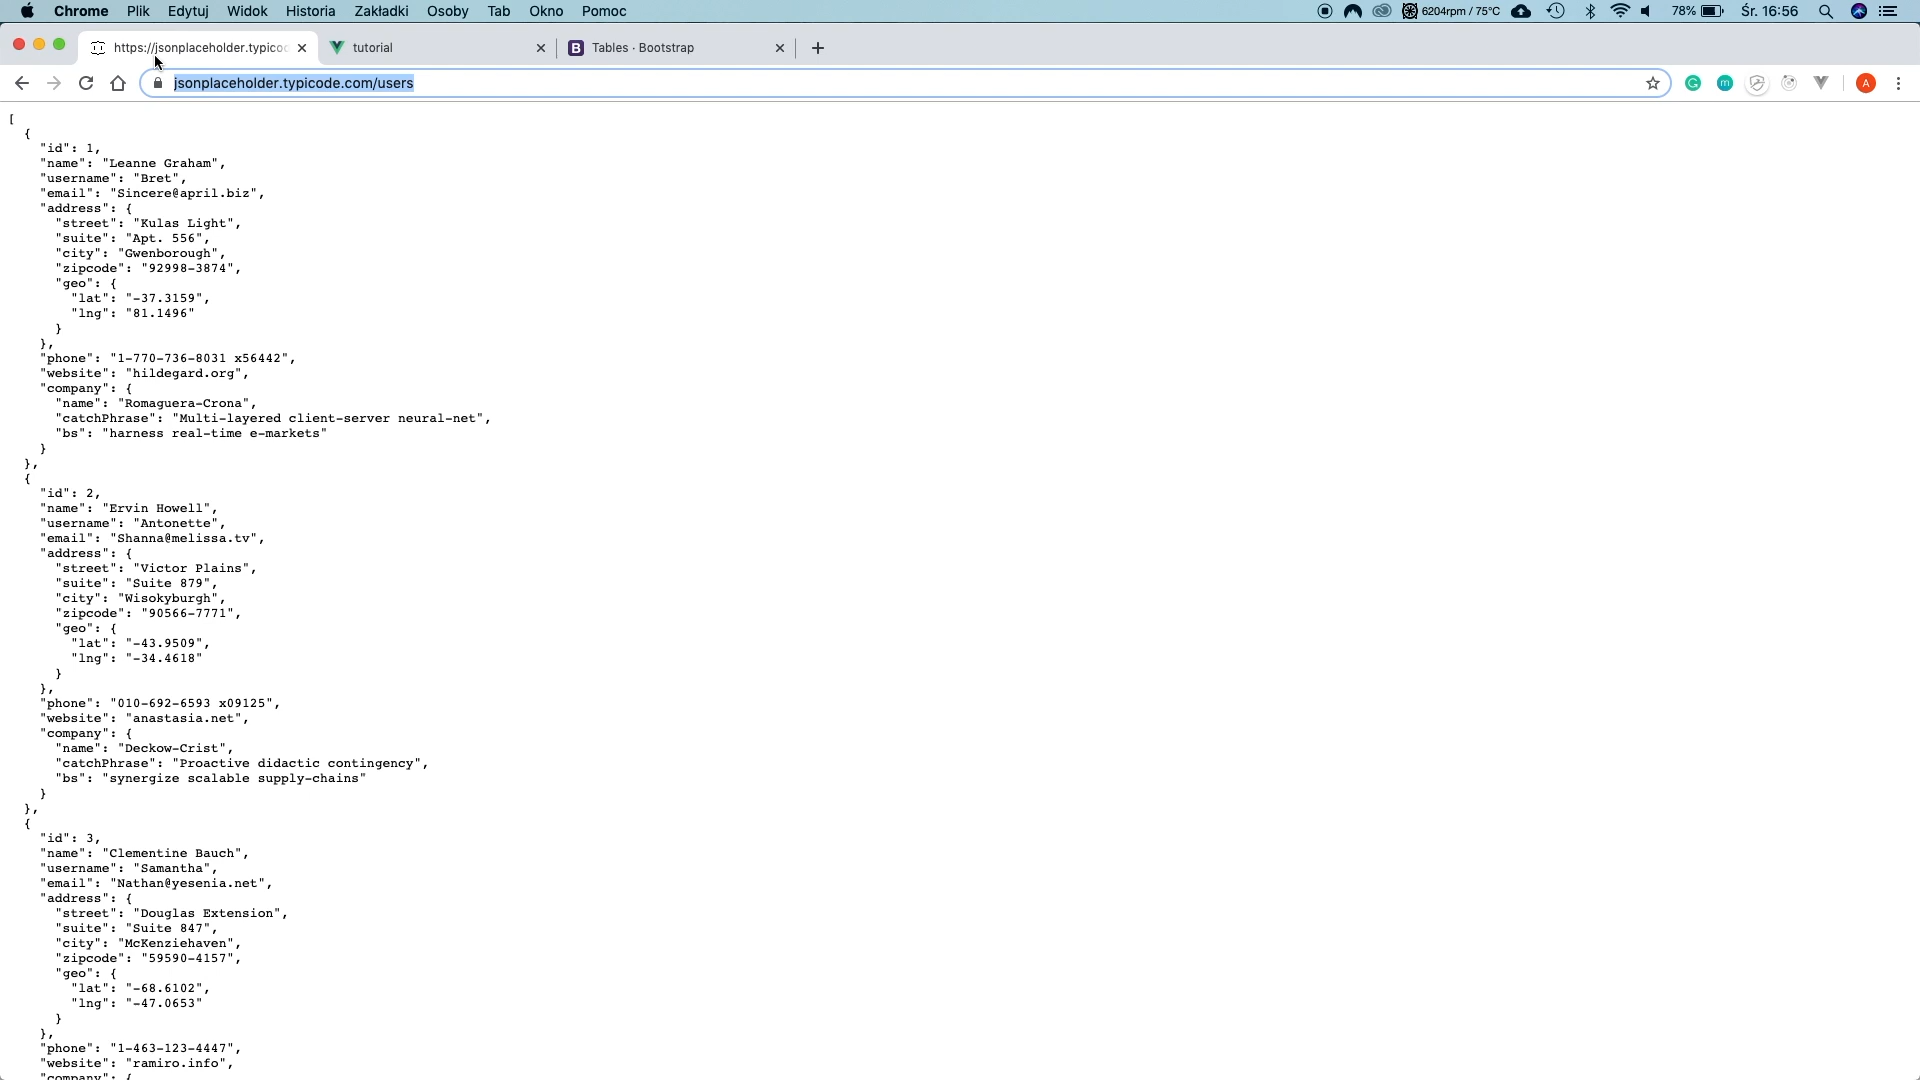 Chrome Plik Edytuj Widok Historia Zakładki Osoby Tab Okno Pomoc 6204rpm / 75°C 78% Śr. 16:56
https://jsonplaceholder.typico tutorial Tables · Bootstrap
jsonplaceholder.typicode.com/users m A
[
{
"id": 1,
"name": "Leanne Graham",
"username": "Bret",
"email": "Sincere@april.biz",
"address": {
"street": "Kulas Light",
"suite": "Apt. 556",
"city": "Gwenborough",
"zipcode": "92998-3874",
"geo": {
"lat": "-37.3159",
"lng": "81.1496"
}
},
"phone": "1-770-736-8031 x56442",
"website": "hildegard.org",
"company": {
"name": "Romaguera-Crona",
"catchPhrase": "Multi-layered client-server neural-net",
"bs": "harness real-time e-markets"
}
},
{
"id": 2,
"name": "Ervin Howell",
"username": "Antonette",
"email": "Shanna@melissa.tv",
"address": {
"street": "Victor Plains",
"suite": "Suite 879",
"city": "Wisokyburgh",
"zipcode": "90566-7771",
"geo": {
"lat": "-43.9509",
"lng": "-34.4618"
}
},
"phone": "010-692-6593 x09125",
"website": "anastasia.net",
"company": {
"name": "Deckow-Crist",
"catchPhrase": "Proactive didactic contingency",
"bs": "synergize scalable supply-chains"
}
},
{
"id": 3,
"name": "Clementine Bauch",
"username": "Samantha",
"email": "Nathan@yesenia.net",
"address": {
"street": "Douglas Extension",
"suite": "Suite 847",
"city": "McKenziehaven",
"zipcode": "59590-4157",
"geo": {
"lat": "-68.6102",
"lng": "-47.0653"
}
},
"phone": "1-463-123-4447",
"website": "ramiro.info",
"company": {